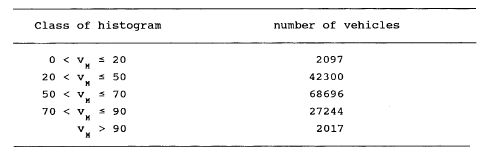 Class of histogram number of vehicles
0 < v_M ≤ 20 2097
20 < v_M ≤ 50 42300
50 < v_M ≤ 70 68696
70 < v_M ≤ 90 27244
v_M > 90 2017